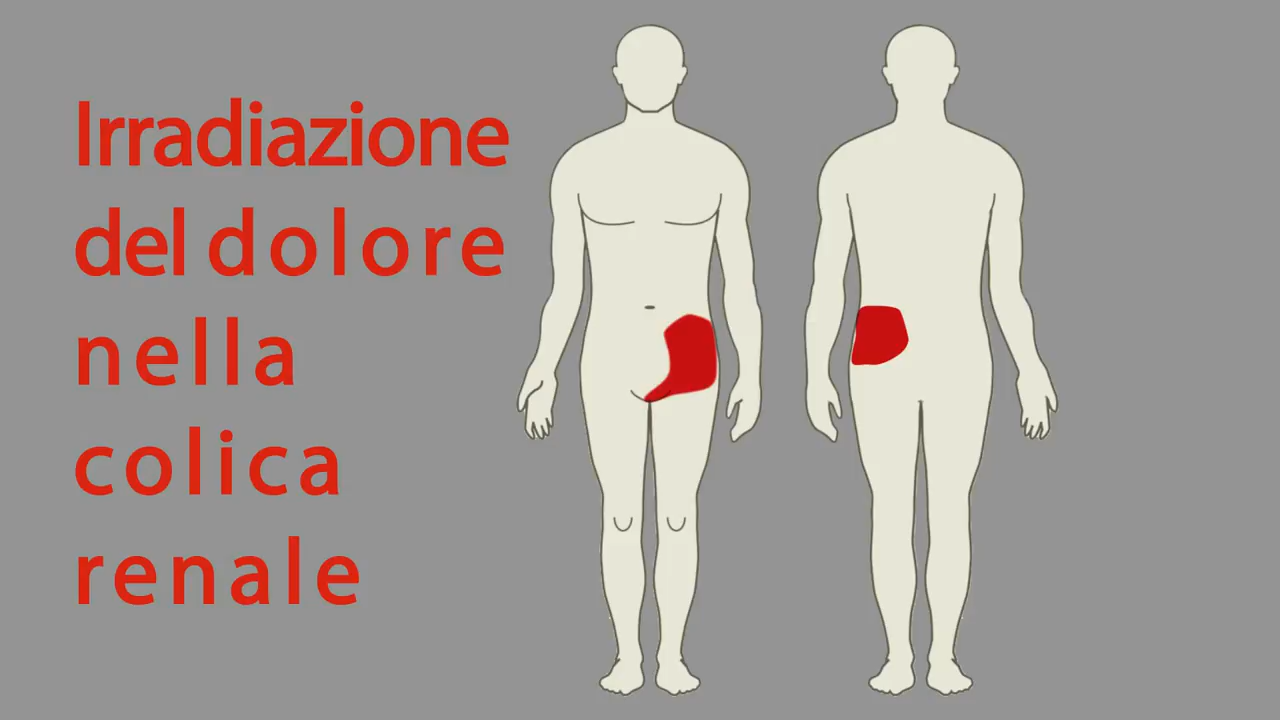 Irradiazione
del dolore
nella
colica
renale